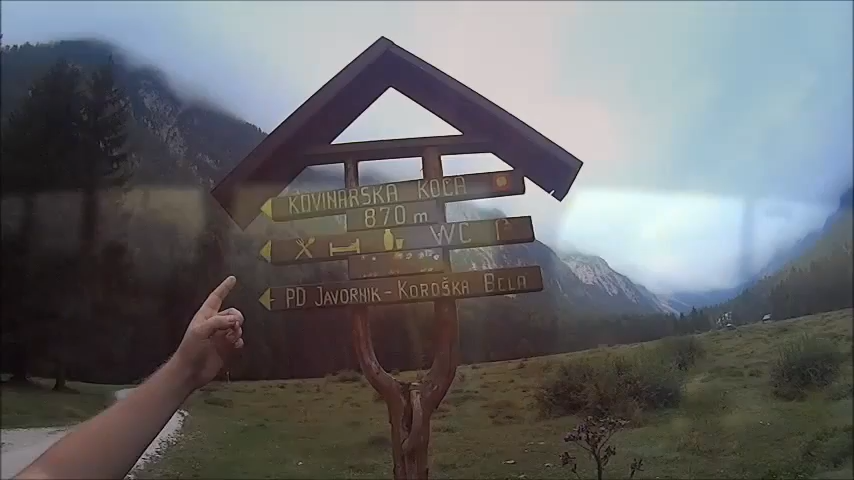 KOVINARSKA KOČA
870 m
WC
PD JAVORNIK-KOROŠKA BELA